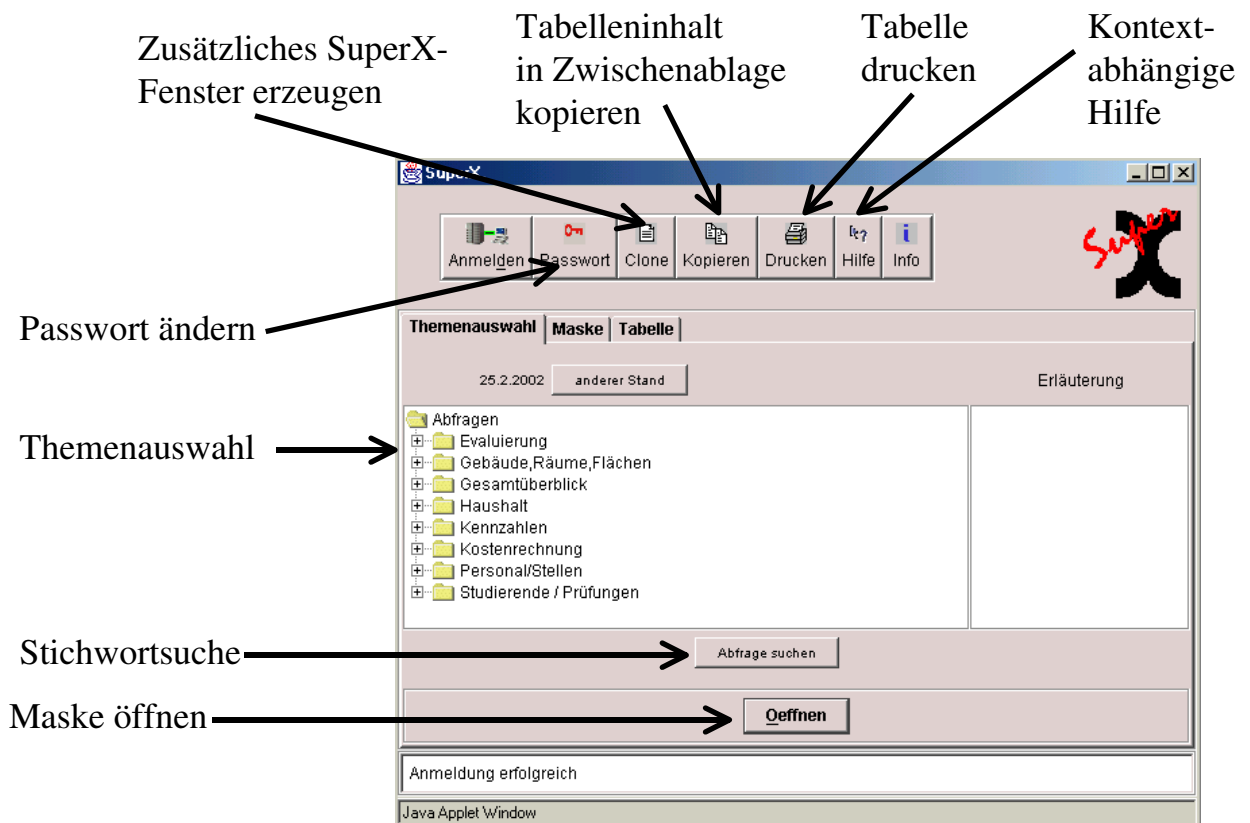 Zusätzliches SuperX-
Fenster erzeugen
Tabelleninhalt
in Zwischenablage
kopieren
Tabelle
drucken
Kontext-
abhängige
Hilfe
SuperX
Anmelden
Passwort
Clone
Kopieren
Drucken
Hilfe
Info
Super
X
Passwort ändern
Themenauswahl
Maske
Tabelle
25.2.2002
anderer Stand
Erläuterung
Themenauswahl
Abfragen
Evaluierung
Gebäude,Räume,Flächen
Gesamtüberblick
Haushalt
Kennzahlen
Kostenrechnung
Personal/Stellen
Studierende / Prüfungen
Stichwortsuche
Abfrage suchen
Maske öffnen
Oeffnen
Anmeldung erfolgreich
Java Applet Window